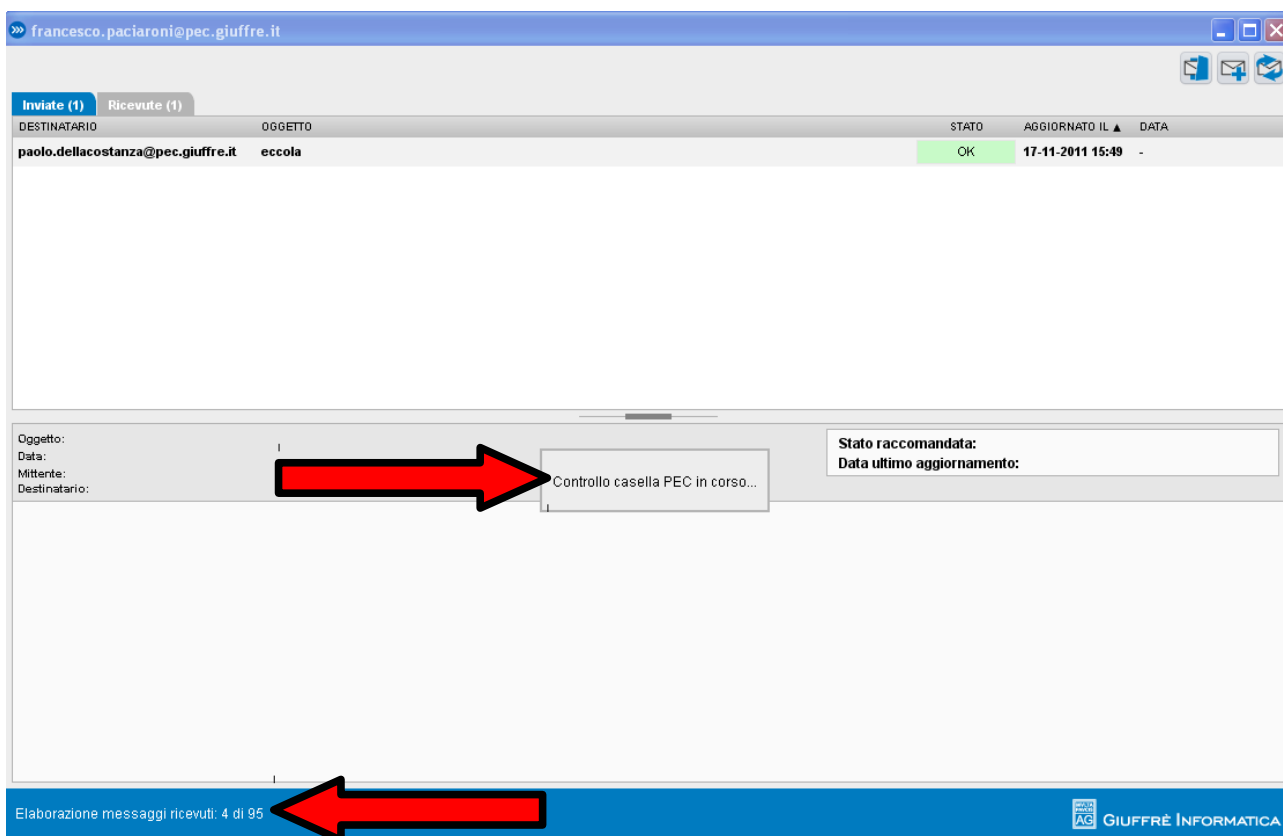 francesco.paciaroni@pec.giuffre.it
Inviate (1) Ricevute (1)
DESTINATARIO OGGETTO STATO AGGIORNATO IL ▲ DATA
paolo.dellacostanza@pec.giuffre.it eccola OK 17-11-2011 15:49 -
Oggetto:
Data:
Mittente:
Destinatario:
Stato raccomandata:
Data ultimo aggiornamento:
Controllo casella PEC in corso...
Elaborazione messaggi ricevuti: 4 di 95
AG GIUFFRÈ INFORMATICA